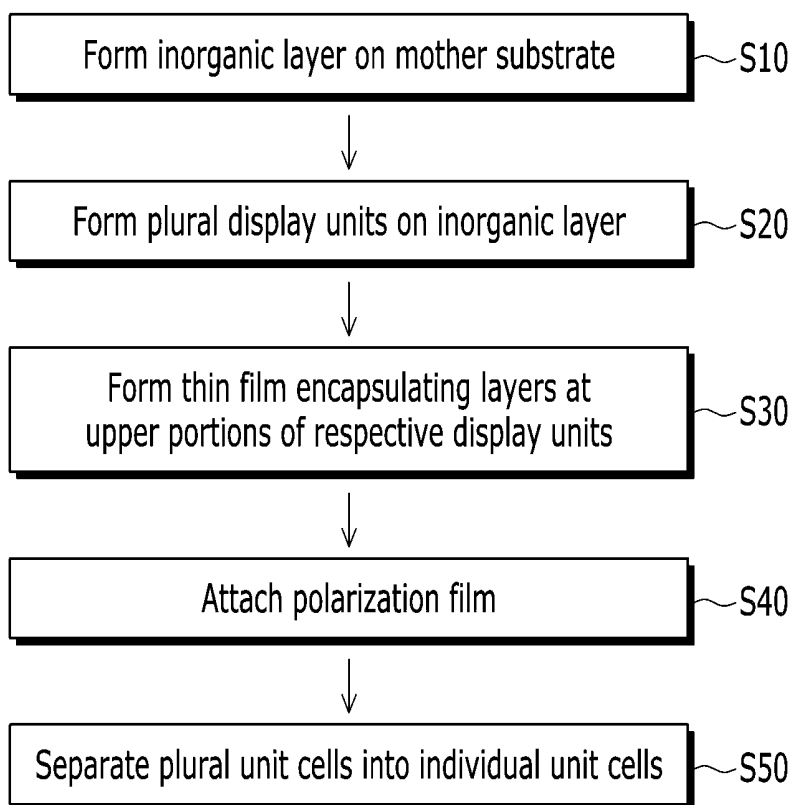 Form inorganic layer on mother substrate
S10
Form plural display units on inorganic layer
S20
Form thin film encapsulating layers at
upper portions of respective display units
S30
Attach polarization film
S40
Separate plural unit cells into individual unit cells
S50